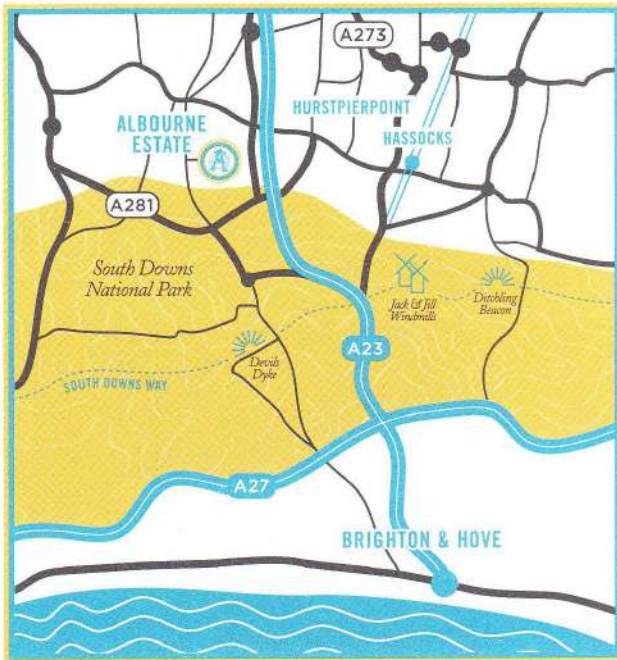 A273
HURSTPIERPOINT
ALBOURNE
ESTATE
A
HASSOCKS
A281
South Downs
National Park
Jack & Jill
Windmills
Ditchling
Beacon
A23
Devils
Dyke
SOUTH DOWNS WAY
A27
BRIGHTON & HOVE